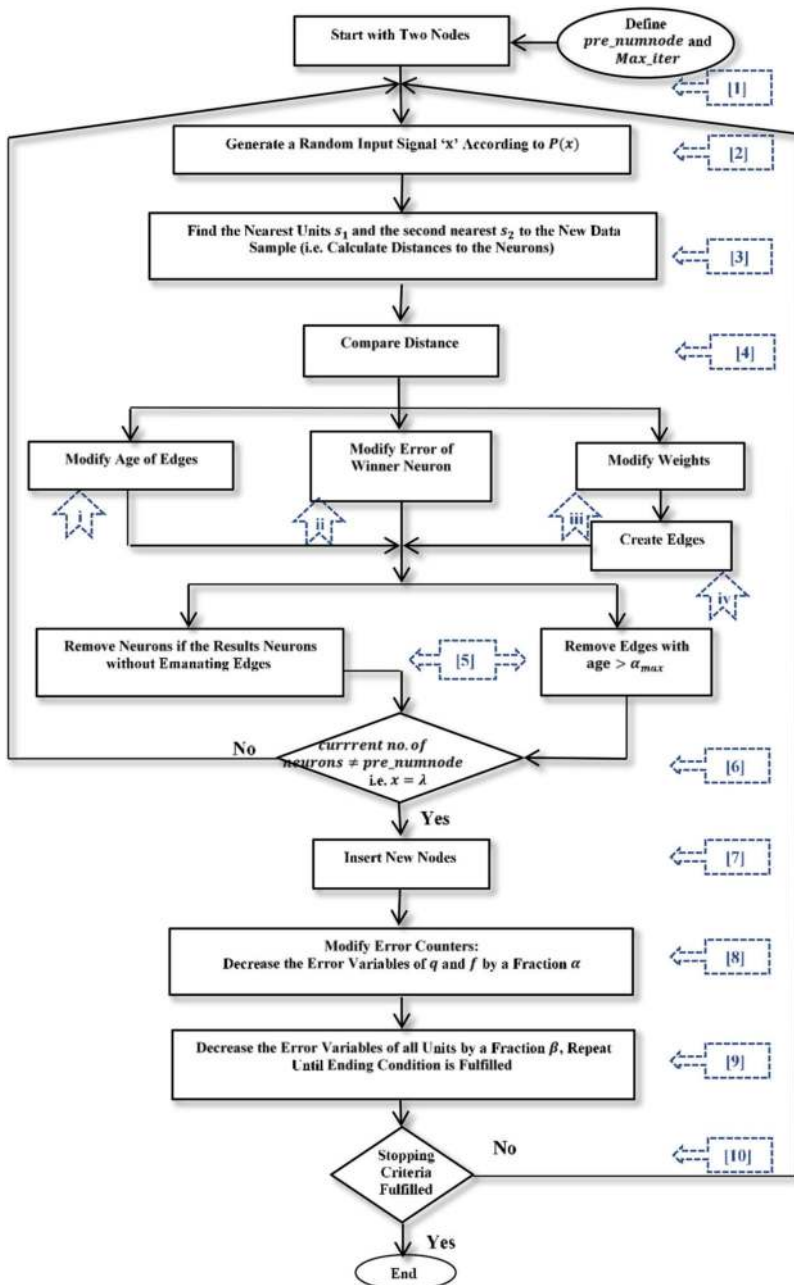 Start with Two Nodes
Define
pre_numnode and
Max_iter
[1]
Generate a Random Input Signal ‘x’ According to P(x)
[2]
Find the Nearest Units s₁ and the second nearest s₂ to the New Data
Sample (i.e. Calculate Distances to the Neurons)
[3]
Compare Distance
[4]
Modify Age of Edges
Modify Error of
Winner Neuron
Modify Weights
i
ii
iii
Create Edges
iv
Remove Neurons if the Results Neurons
without Emanating Edges
[5]
Remove Edges with
age > α_max
No
currrent no. of
neurons ≠ pre_numnode
i.e. x = λ
[6]
Yes
Insert New Nodes
[7]
Modify Error Counters:
Decrease the Error Variables of q and f by a Fraction α
[8]
Decrease the Error Variables of all Units by a Fraction β, Repeat
Until Ending Condition is Fulfilled
[9]
Stopping
Criteria
Fulfilled
No
[10]
Yes
End